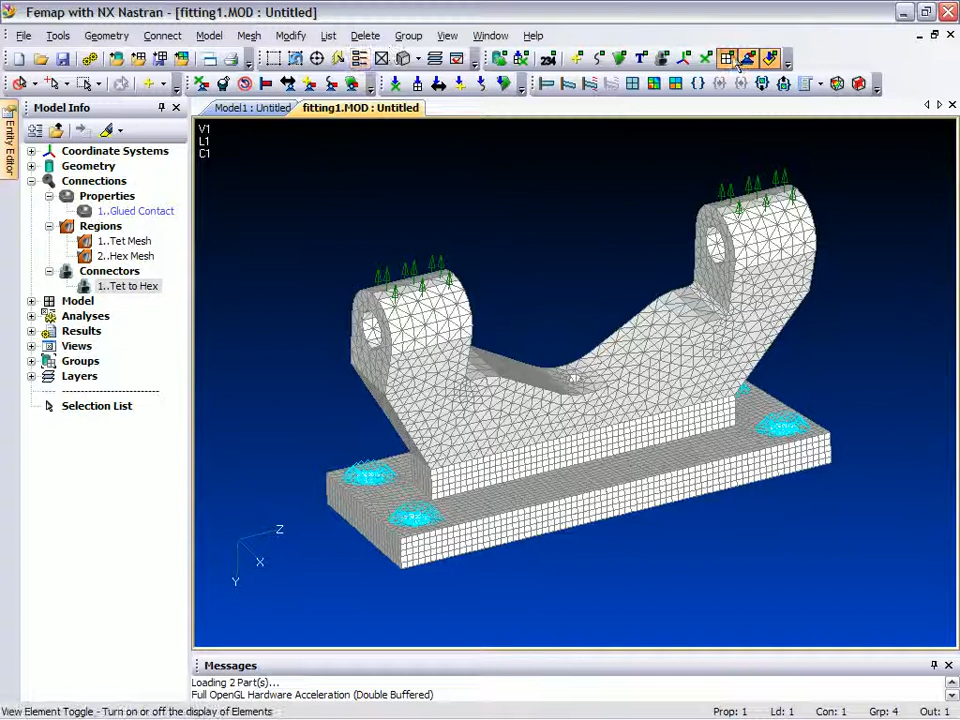 Femap with NX Nastran - [fitting1.MOD : Untitled]
File Tools Geometry Connect Model Mesh Modify List Delete Group View Window Help
234
Model Info
Model1 : Untitled
fitting1.MOD : Untitled
Entity Editor
Coordinate Systems
Geometry
Connections
Properties
1..Glued Contact
Regions
1..Tet Mesh
2..Hex Mesh
Connectors
1..Tet to Hex
Model
Analyses
Results
Views
Groups
Layers
Selection List
V1
L1
C1
Z
X
Y
Messages
Loading 2 Part(s)...
Full OpenGL Hardware Acceleration (Double Buffered)
View Element Toggle - Turn on or off the display of Elements
Prop: 1 Ld: 1 Con: 1 Grp: 4 Out: 1